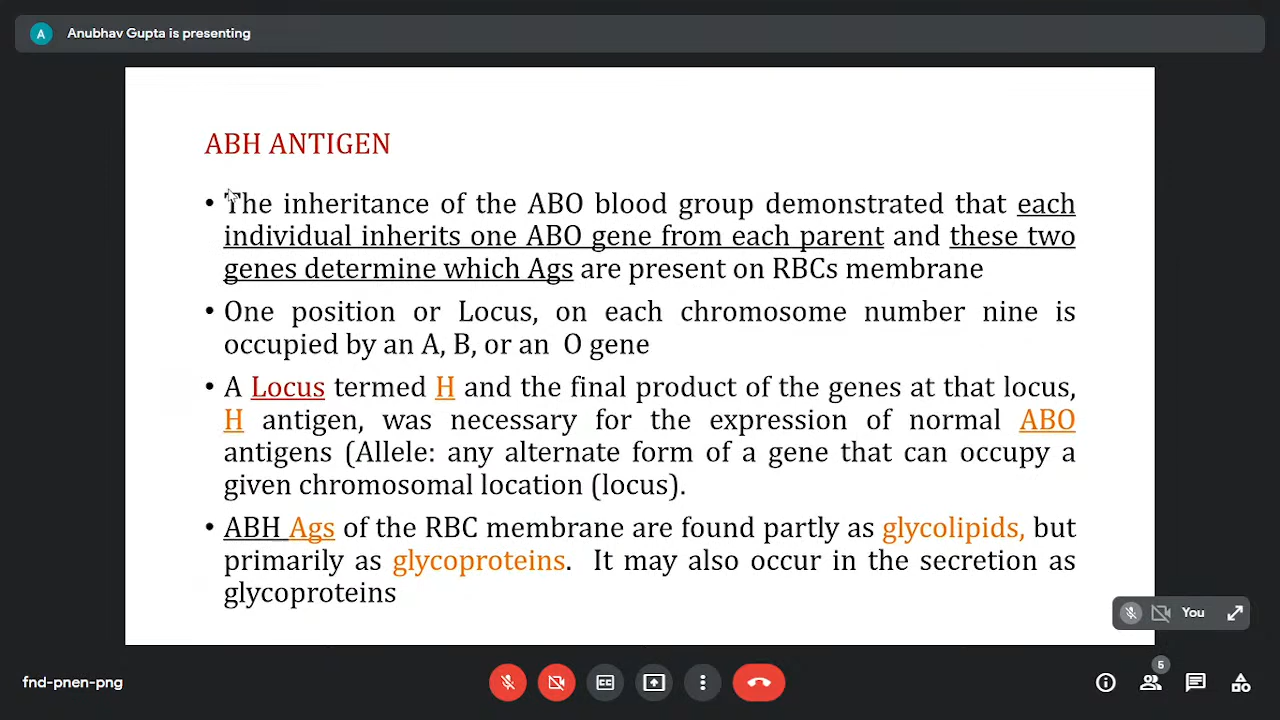 A
Anubhav Gupta is presenting
ABH ANTIGEN
• The inheritance of the ABO blood group demonstrated that each
individual inherits one ABO gene from each parent and these two
genes determine which Ags are present on RBCs membrane
• One position or Locus, on each chromosome number nine is
occupied by an A, B, or an O gene
• A Locus termed H and the final product of the genes at that locus,
H antigen, was necessary for the expression of normal ABO
antigens (Allele: any alternate form of a gene that can occupy a
given chromosomal location (locus).
• ABH Ags of the RBC membrane are found partly as glycolipids, but
primarily as glycoproteins. It may also occur in the secretion as
glycoproteins
You
fnd-pnen-png
CC
5